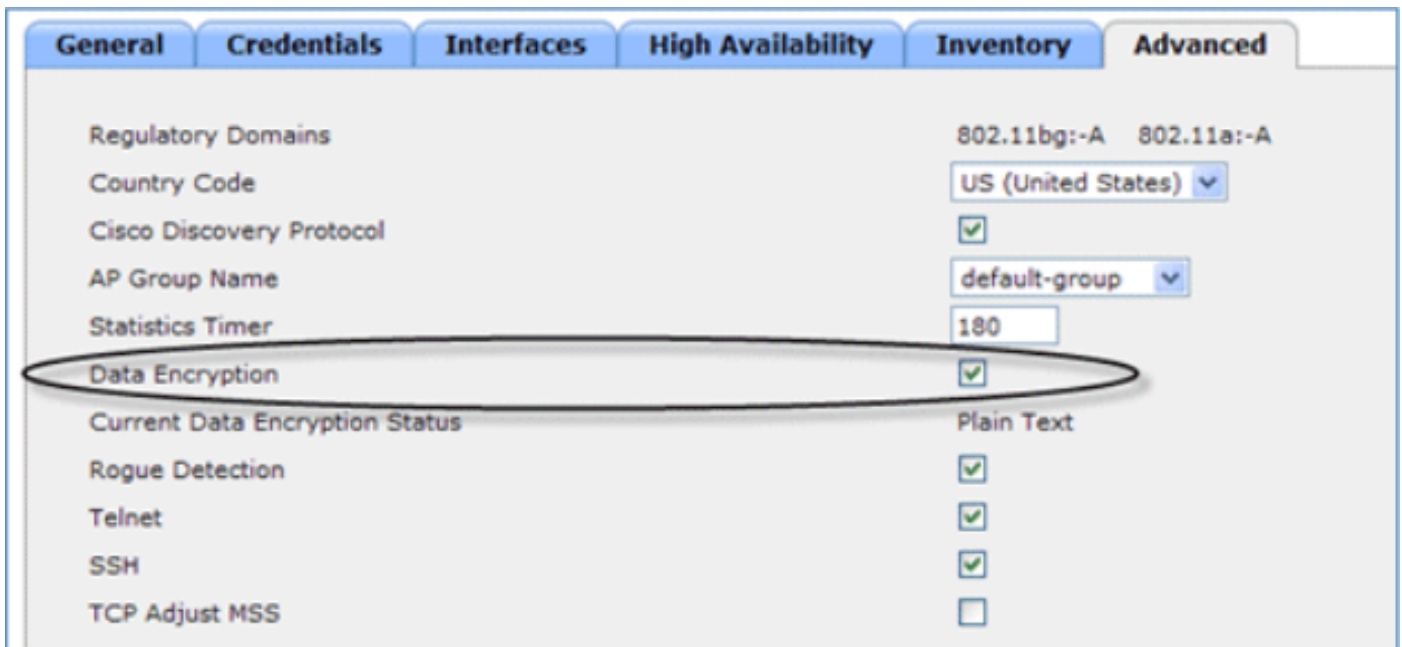 General Credentials Interfaces High Availability Inventory Advanced
Regulatory Domains 802.11bg:-A 802.11a:-A
Country Code US (United States)
Cisco Discovery Protocol
AP Group Name default-group
Statistics Timer 180
Data Encryption
Current Data Encryption Status Plain Text
Rogue Detection
Telnet
SSH
TCP Adjust MSS